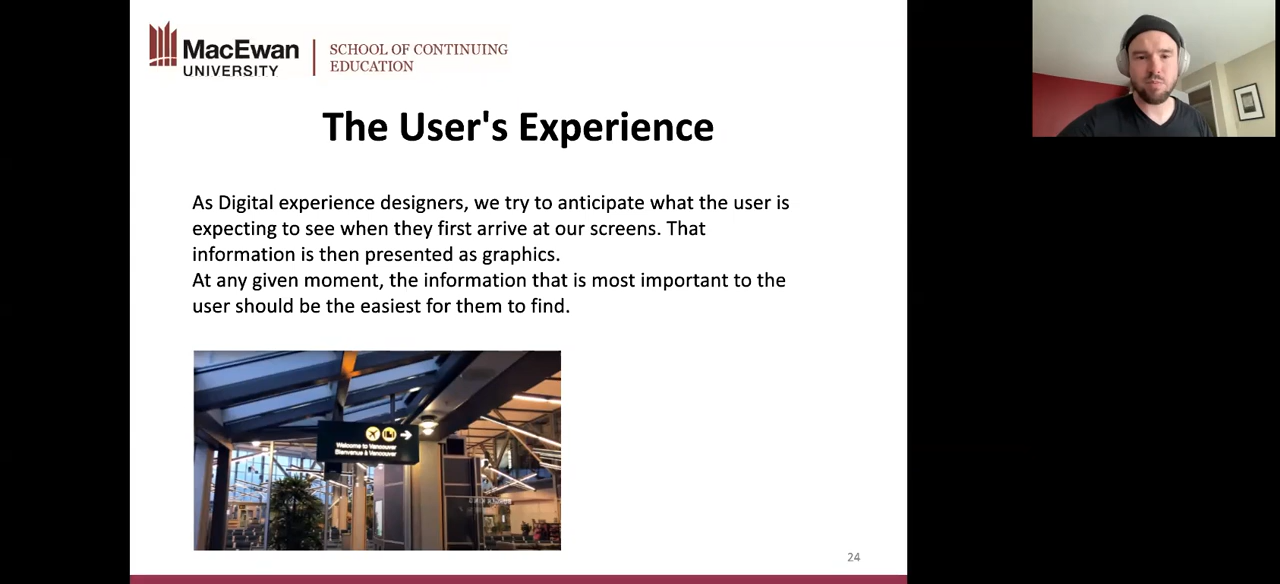 MacEwan
UNIVERSITY
SCHOOL OF CONTINUING
EDUCATION
The User's Experience
As Digital experience designers, we try to anticipate what the user is
expecting to see when they first arrive at our screens. That
information is then presented as graphics.
At any given moment, the information that is most important to the
user should be the easiest for them to find.
Welcome to Vancouver
Bienvenue à Vancouver
24